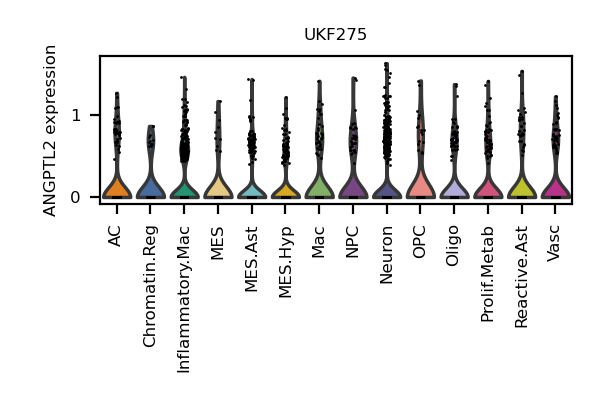 UKF275
ANGPTL2 expression
1
0
AC
Chromatin.Reg
Inflammatory.Mac
MES
MES.Ast
MES.Hyp
Mac
NPC
Neuron
OPC
Oligo
Prolif.Metab
Reactive.Ast
Vasc